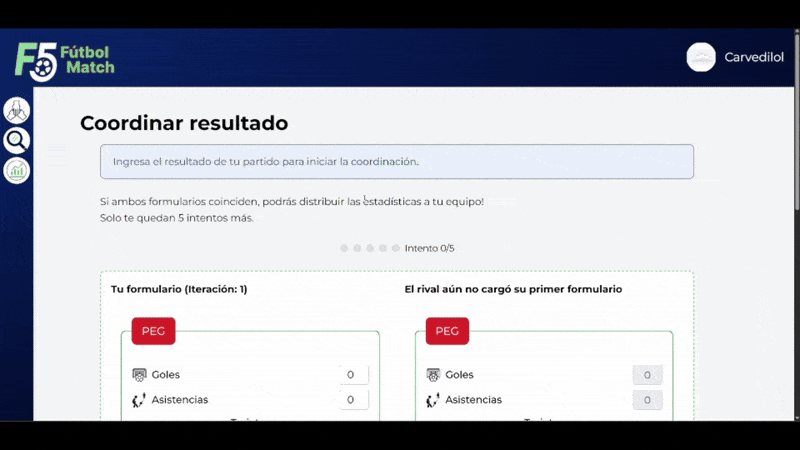 F5 Fútbol Match
Carvedilol
Coordinar resultado
Ingresa el resultado de tu partido para iniciar la coordinación.
Si ambos formularios coinciden, podrás distribuir las estadísticas a tu equipo!
Solo te quedan 5 intentos más.
Intento 0/5
Tu formulario (Iteración: 1)
El rival aún no cargó su primer formulario
PEG
PEG
Goles 0
Goles 0
Asistencias 0
Asistencias 0